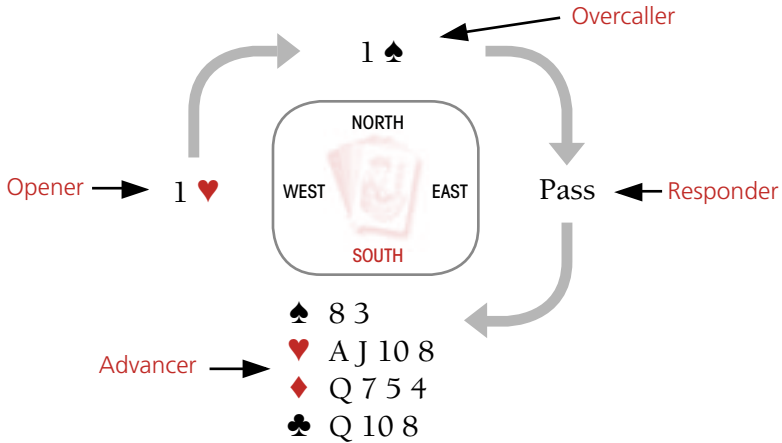 Overcaller
1 ♠
NORTH
Opener
1 ♥
WEST
EAST
Pass
Responder
SOUTH
♠ 8 3
♥ A J 10 8
Advancer
♦ Q 7 5 4
♣ Q 10 8